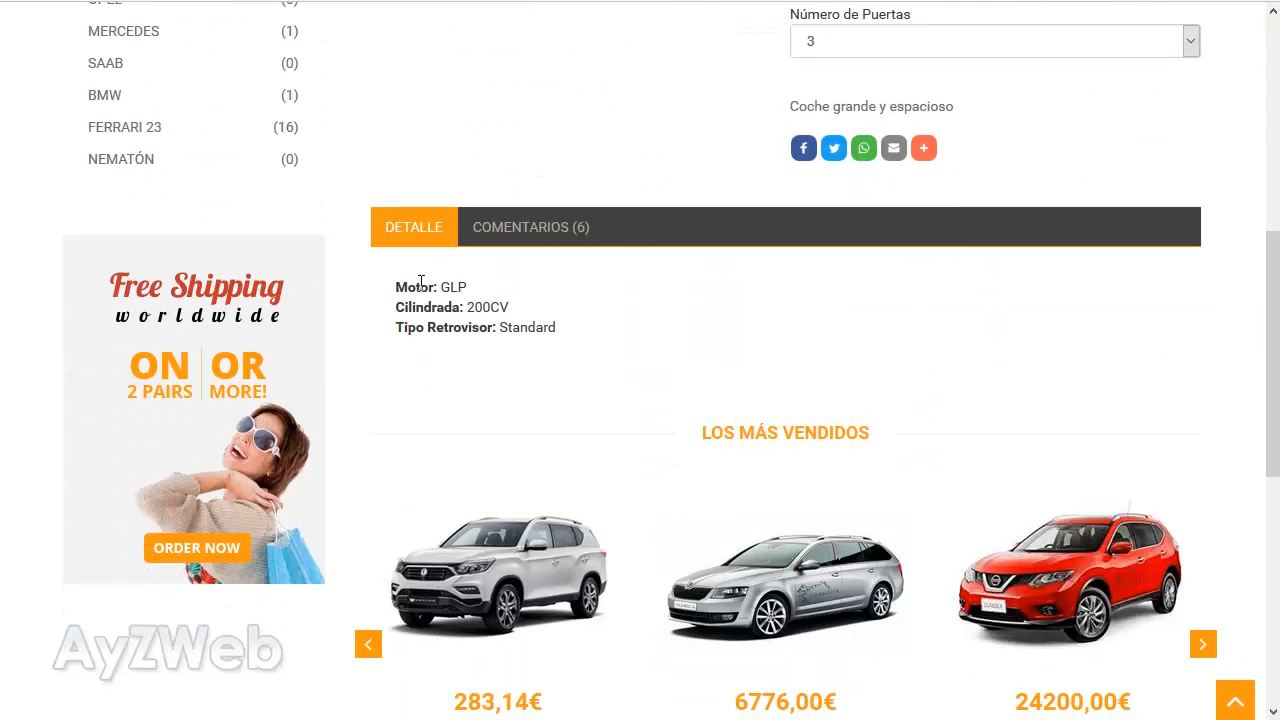 MERCEDES (1)
SAAB (0)
BMW (1)
FERRARI 23 (16)
NEMATÓN (0)
Free Shipping
worldwide
ON OR
2 PAIRS MORE!
ORDER NOW
AyZWeb
Número de Puertas
3
Coche grande y espacioso
DETALLE COMENTARIOS (6)
Motor: GLP
Cilindrada: 200CV
Tipo Retrovisor: Standard
LOS MÁS VENDIDOS
283,14€ 6776,00€ 24200,00€